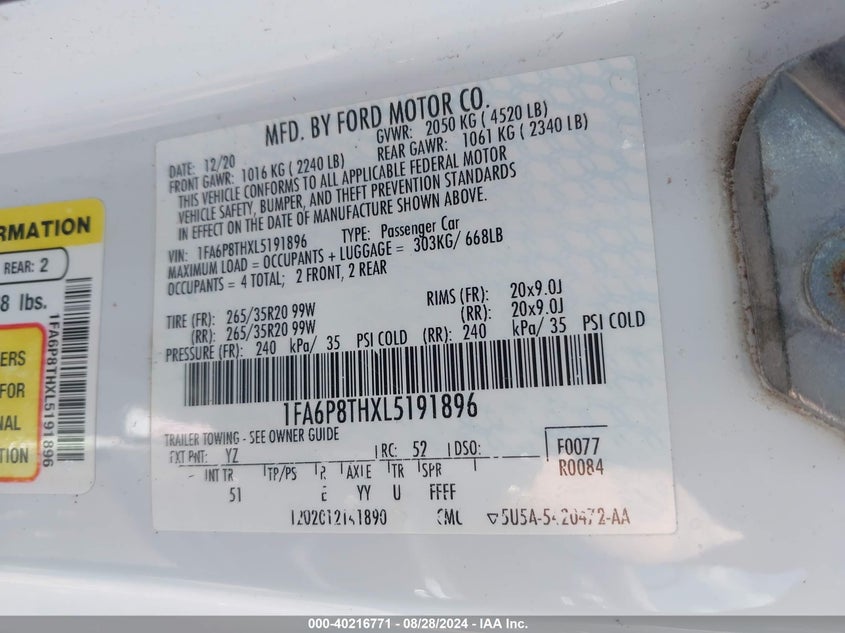 MFD. BY FORD MOTOR CO.
DATE: 12/20 GVWR: 2050 KG ( 4520 LB)
FRONT GAWR: 1016 KG ( 2240 LB) REAR GAWR: 1061 KG ( 2340 LB)
THIS VEHICLE CONFORMS TO ALL APPLICABLE FEDERAL MOTOR
VEHICLE SAFETY, BUMPER, AND THEFT PREVENTION STANDARDS
IN EFFECT ON THE DATE OF MANUFACTURE SHOWN ABOVE.
VIN: 1FA6P8THXL5191896 TYPE: Passenger Car
MAXIMUM LOAD = OCCUPANTS + LUGGAGE = 303KG/ 668LB
OCCUPANTS = 4 TOTAL; 2 FRONT, 2 REAR
TIRE (FR): 265/35R20 99W RIMS (FR): 20x9.0J
(RR): 265/35R20 99W (RR): 20x9.0J
PRESSURE (FR): 240 kPa/ 35 PSI COLD (RR): 240 kPa/ 35 PSI COLD
1FA6P8THXL5191896
TRAILER TOWING - SEE OWNER GUIDE
EXT PNT: YZ RC: 52 DSO: F0077
INT TR TP/PS R AXLE TR SPR R0084
51 E YY U FFFF
5U5A-5420472-AA
RMATION
REAR: 2
8 lbs.
ERS
FOR
NAL
TION
1FA6P8THXL5191896
000-40216771 - 08/28/2024 - IAA Inc.